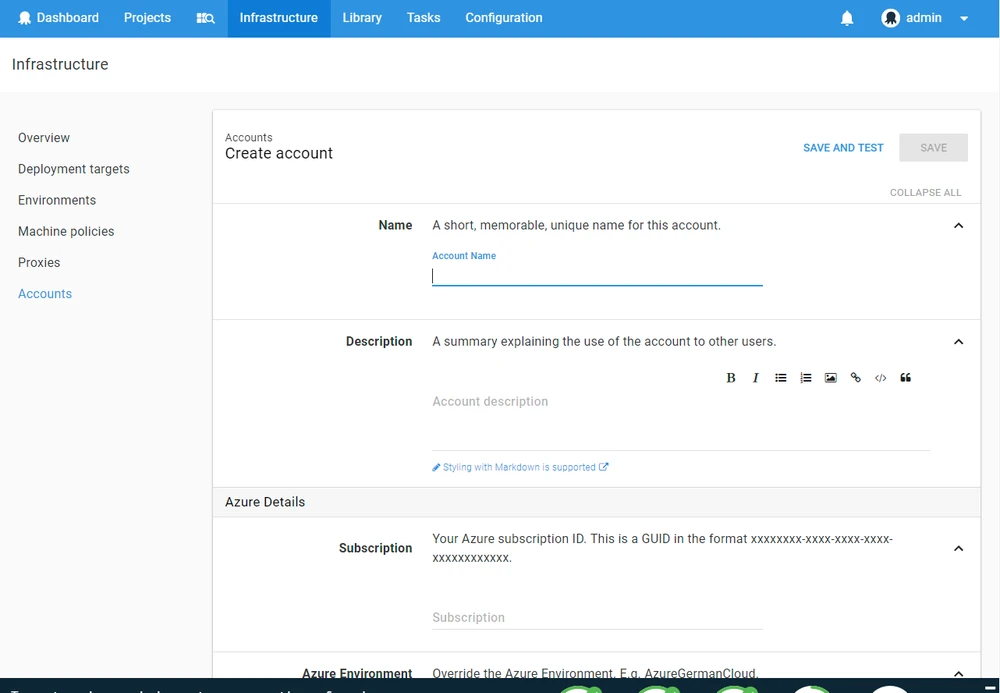 Dashboard Projects Infrastructure Library Tasks Configuration admin
Infrastructure
Overview
Deployment targets
Environments
Machine policies
Proxies
Accounts
Accounts
Create account
SAVE AND TEST SAVE
COLLAPSE ALL
Name A short, memorable, unique name for this account.
Account Name
Description A summary explaining the use of the account to other users.
B I
Account description
Styling with Markdown is supported
Azure Details
Subscription Your Azure subscription ID. This is a GUID in the format xxxxxxxx-xxxx-xxxx-xxxx-
xxxxxxxxxxxx.
Subscription
Azure Environment Override the Azure Environment. E.g. AzureGermanCloud.